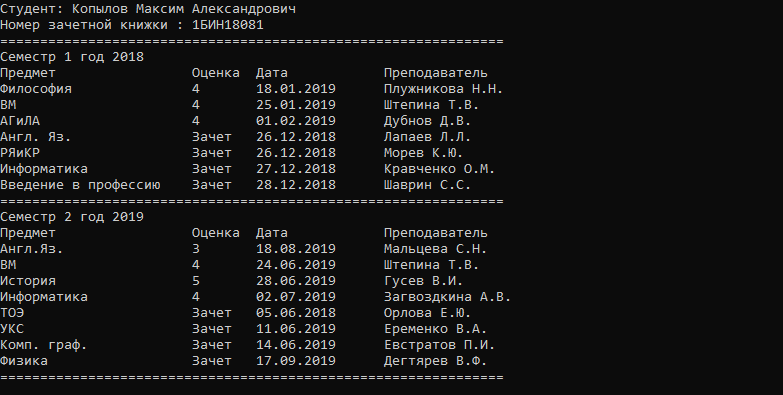 Студент: Копылов Максим Александрович
Номер зачетной книжки : 1БИН18081
===============================================================
Семестр 1 год 2018
Предмет                 Оценка  Дата            Преподаватель
Философия               4       18.01.2019      Плужникова Н.Н.
ВМ                      4       25.01.2019      Штепина Т.В.
АГиЛА                   4       01.02.2019      Дубнов Д.В.
Англ. Яз.               Зачет   26.12.2018      Лапаев Л.Л.
РЯиКР                   Зачет   26.12.2018      Морев К.Ю.
Информатика             Зачет   27.12.2018      Кравченко О.М.
Введение в профессию    Зачет   28.12.2018      Шаврин С.С.
===============================================================
Семестр 2 год 2019
Предмет                 Оценка  Дата            Преподаватель
Англ.Яз.                3       18.08.2019      Мальцева С.Н.
ВМ                      4       24.06.2019      Штепина Т.В.
История                 5       28.06.2019      Гусев В.И.
Информатика             4       02.07.2019      Загвоздкина А.В.
ТОЭ                     Зачет   05.06.2018      Орлова Е.Ю.
УКС                     Зачет   11.06.2019      Еременко В.А.
Комп. граф.             Зачет   14.06.2019      Евстратов П.И.
Физика                  Зачет   17.09.2019      Дегтярев В.Ф.
===============================================================